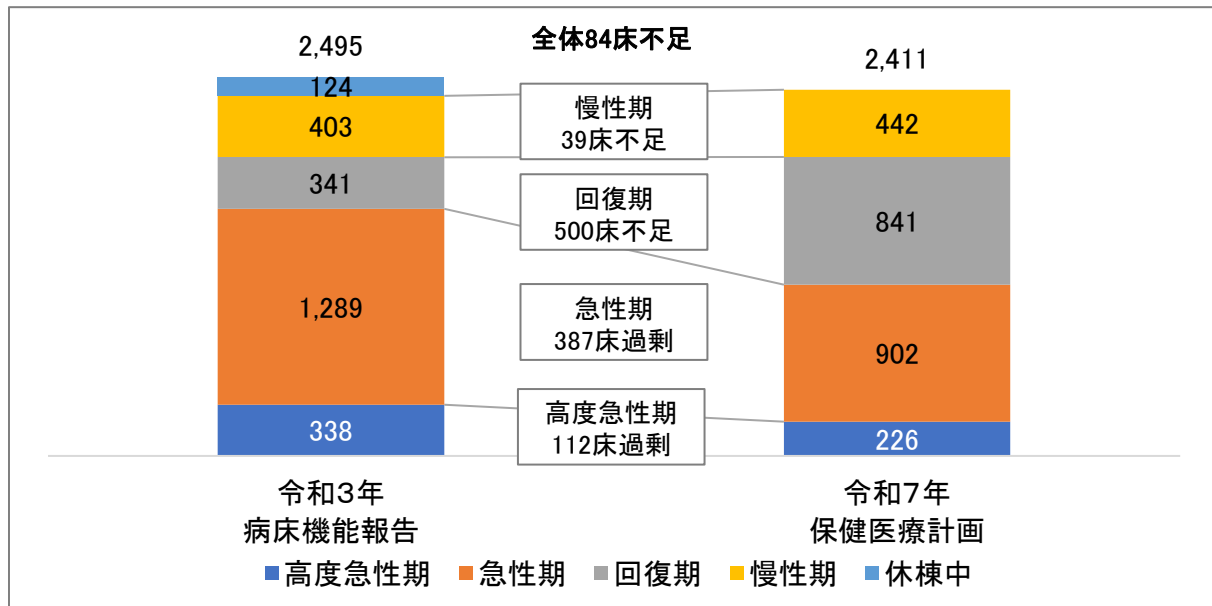 全体84床不足
2,495
124
403
341
1,289
338
慢性期
39床不足
回復期
500床不足
急性期
387床過剰
高度急性期
112床過剰
2,411
442
841
902
226
令和3年
病床機能報告
令和7年
保健医療計画
高度急性期 急性期 回復期 慢性期 休棟中